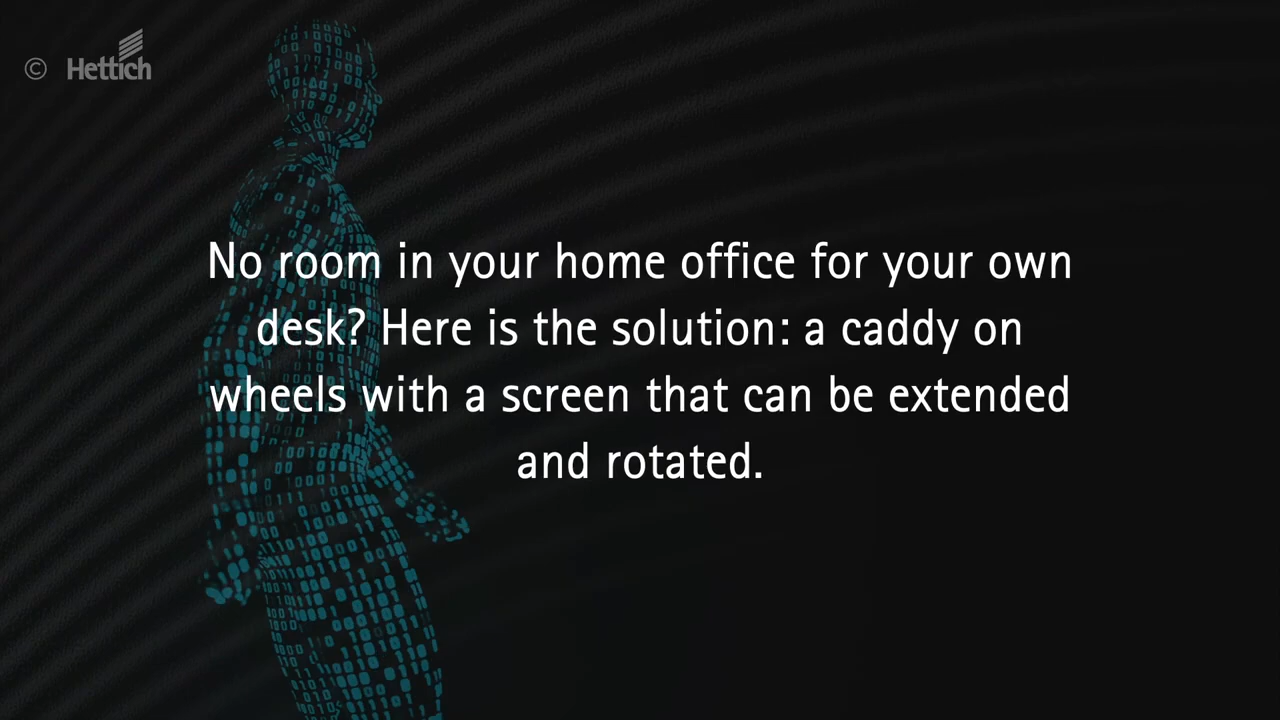 © Hettich
No room in your home office for your own
desk? Here is the solution: a caddy on
wheels with a screen that can be extended
and rotated.